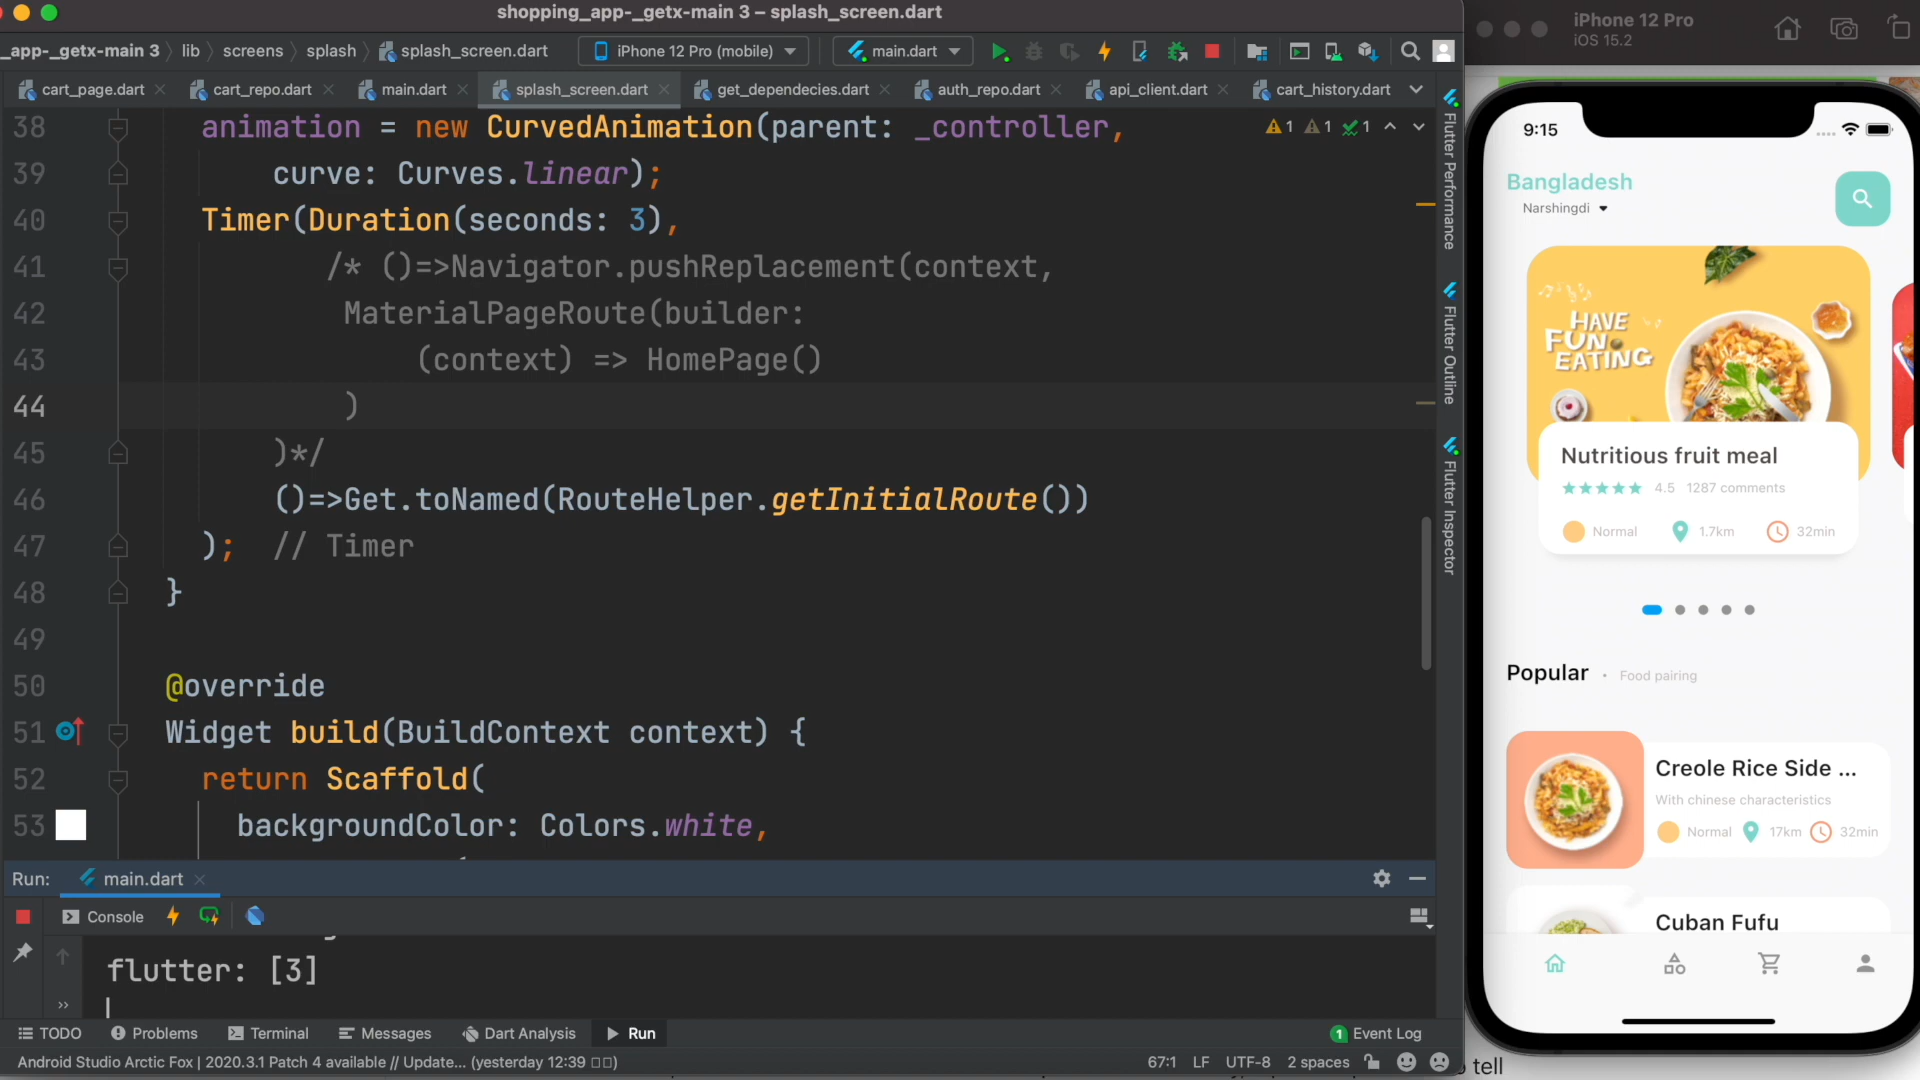 shopping_app-_getx-main 3 – splash_screen.dart
_app-_getx-main 3 lib screens splash splash_screen.dart iPhone 12 Pro (mobile) main.dart
cart_page.dart cart_repo.dart main.dart splash_screen.dart get_dependecies.dart auth_repo.dart api_client.dart cart_history.dart
38 animation = new CurvedAnimation(parent: _controller,
1 1 1
39 curve: Curves.linear);
40 Timer(Duration(seconds: 3),
41 /* ()=>Navigator.pushReplacement(context,
42 MaterialPageRoute(builder:
43 (context) => HomePage()
44 )
45 )*/
46 ()=>Get.toNamed(RouteHelper.getInitialRoute())
47 ); // Timer
48 }
49
50 @override
51 Widget build(BuildContext context) {
52 return Scaffold(
53 backgroundColor: Colors.white,
Flutter Performance
Flutter Outline
Flutter Inspector
Run: main.dart
Console
flutter: [3]
TODO Problems Terminal Messages Dart Analysis Run 1 Event Log
Android Studio Arctic Fox | 2020.3.1 Patch 4 available // Update... (yesterday 12:39
67:1 LF UTF-8 2 spaces
iPhone 12 Pro
iOS 15.2
9:15
Bangladesh
Narshingdi
HAVE
FUN
EATING
Nutritious fruit meal
4.5 1287 comments
Normal 1.7km 32min
Popular . Food pairing
Creole Rice Side ...
With chinese characteristics
Normal 17km 32min
Cuban Fufu
tell